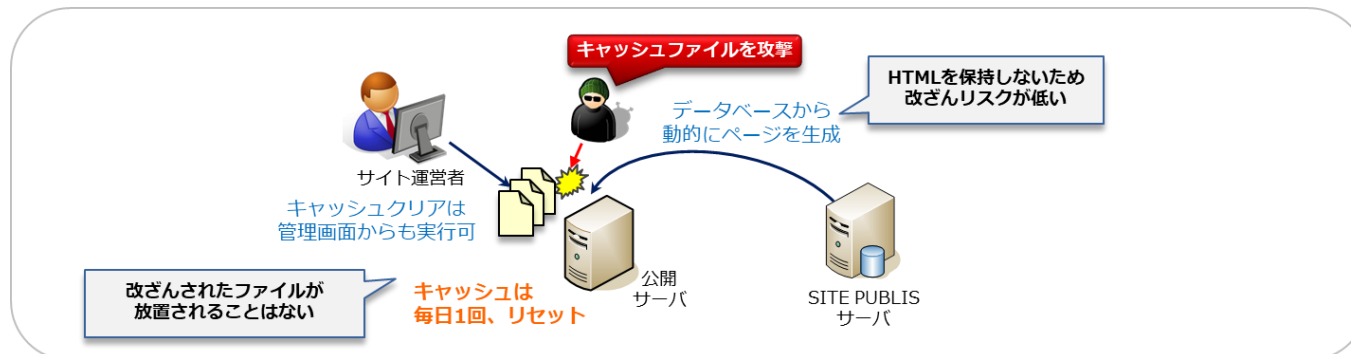 キャッシュファイルを攻撃
HTMLを保持しないため
改ざんリスクが低い
データベースから
動的にページを生成
サイト運営者
キャッシュクリアは
管理画面からも実行可
公開
サーバ
SITE PUBLIS
サーバ
改ざんされたファイルが
放置されることはない
キャッシュは
毎日1回、リセット